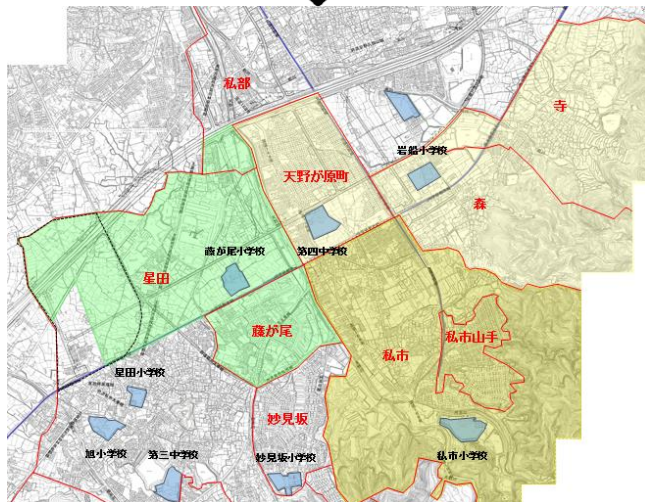 私部
寺
岩船小学校
天野が原町
森
藤が尾小学校
第四中学校
星田
藤が尾
私市
私市山手
星田小学校
妙見坂
旭小学校
第三中学校
妙見坂小学校
私市小学校